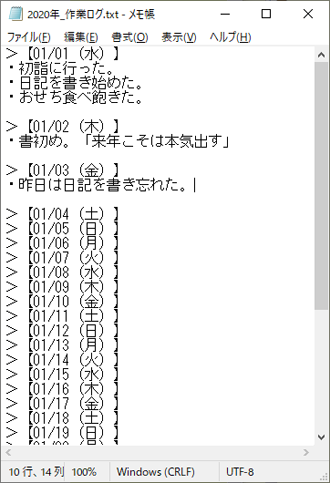 2020年_作業ログ.txt - メモ帳
ファイル(F) 編集(E) 書式(O) 表示(V) ヘルプ(H)
＞【01/01（水）】
・初詣に行った。
・日記を書き始めた。
・おせち食べ飽きた。
＞【01/02（木）】
・書初め。「来年こそは本気出す」
＞【01/03（金）】
・昨日は日記を書き忘れた。
＞【01/04（土）】
＞【01/05（日）】
＞【01/06（月）】
＞【01/07（火）】
＞【01/08（水）】
＞【01/09（木）】
＞【01/10（金）】
＞【01/11（土）】
＞【01/12（日）】
＞【01/13（月）】
＞【01/14（火）】
＞【01/15（水）】
＞【01/16（木）】
＞【01/17（金）】
＞【01/18（土）】
＞【01/19（日）】
10 行、14 列 100% Windows (CRLF) UTF-8